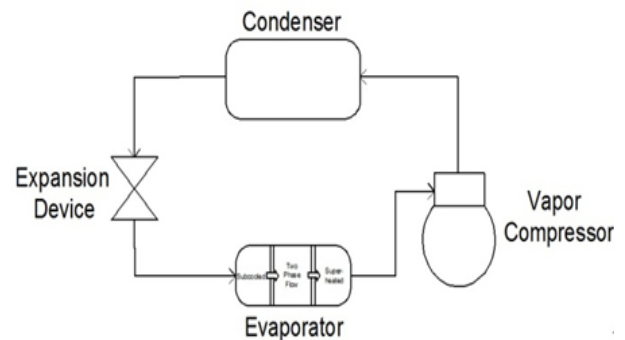 Condenser
Expansion
Device
Vapor
Compressor
Subcooled
Two
Phase
Flow
Super-
heated
Evaporator